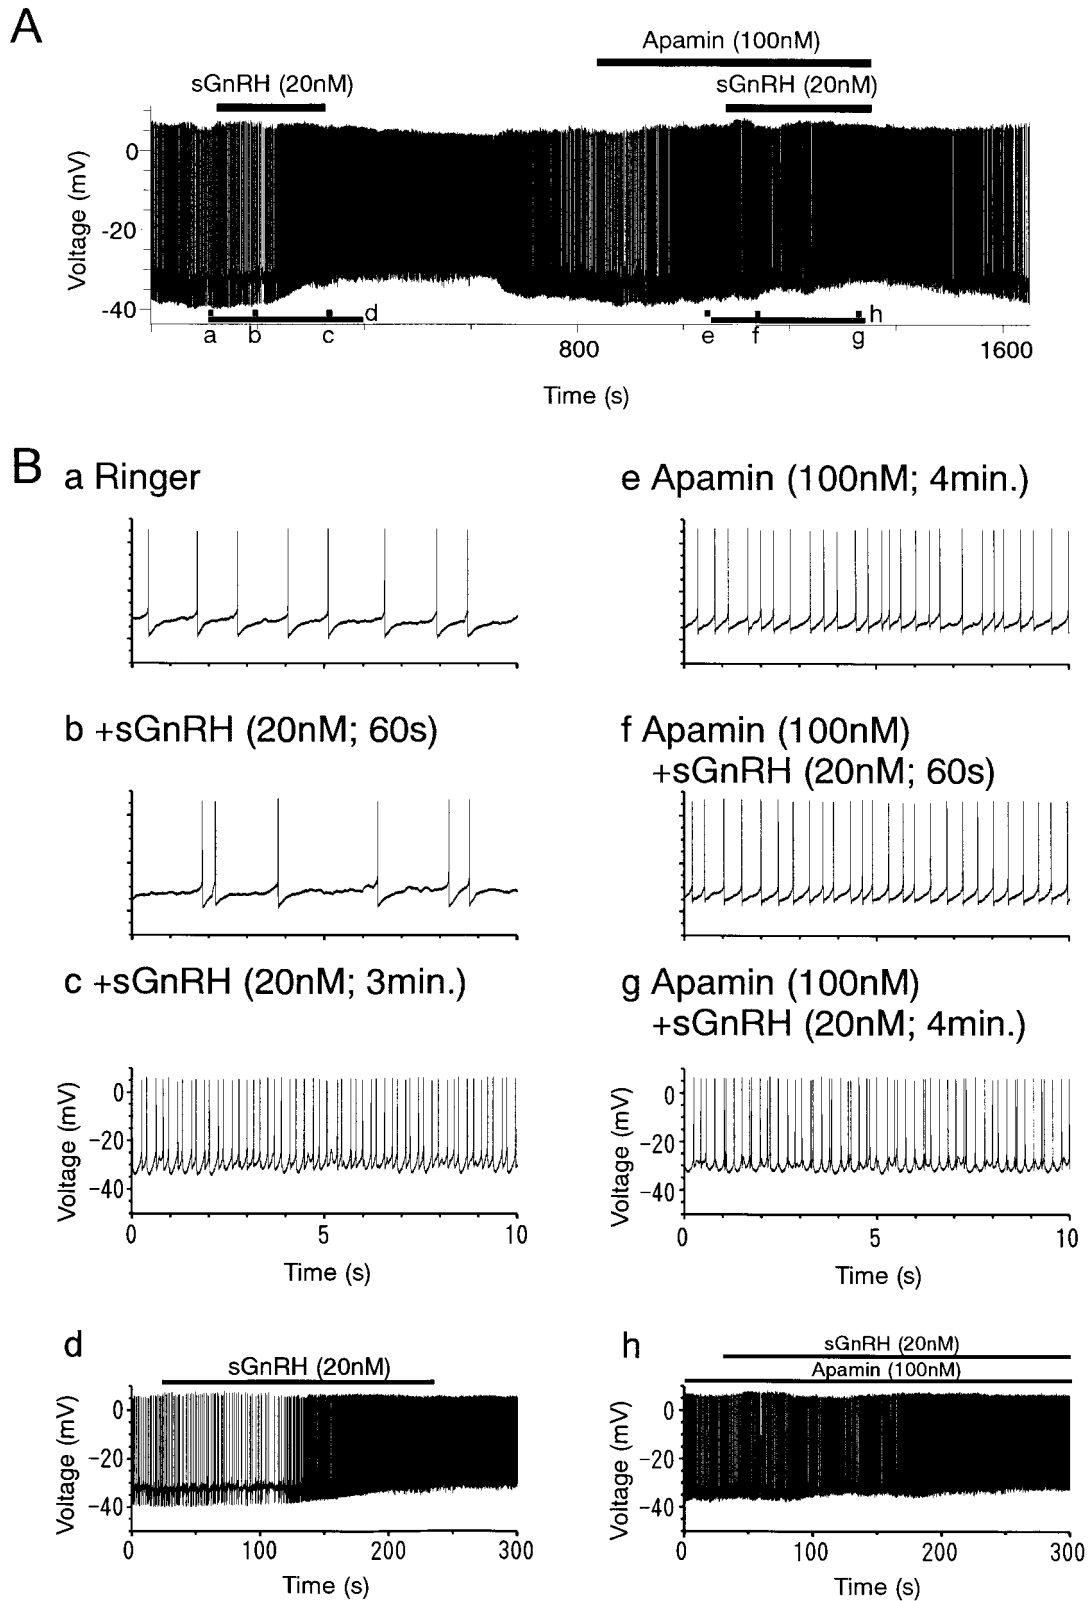 A
Apamin (100nM)
sGnRH (20nM)
sGnRH (20nM)
Voltage (mV)
0
-20
-40
a
b
c
d
e
f
g
h
800
1600
Time (s)
B
a Ringer
e Apamin (100nM; 4min.)
b +sGnRH (20nM; 60s)
f Apamin (100nM)
+sGnRH (20nM; 60s)
c +sGnRH (20nM; 3min.)
g Apamin (100nM)
+sGnRH (20nM; 4min.)
Voltage (mV)
0
-20
-40
0
5
10
Time (s)
Voltage (mV)
0
-20
-40
0
5
10
Time (s)
d
sGnRH (20nM)
Voltage (mV)
0
-20
-40
0
100
200
300
Time (s)
h
sGnRH (20nM)
Apamin (100nM)
Voltage (mV)
0
-20
-40
0
100
200
300
Time (s)